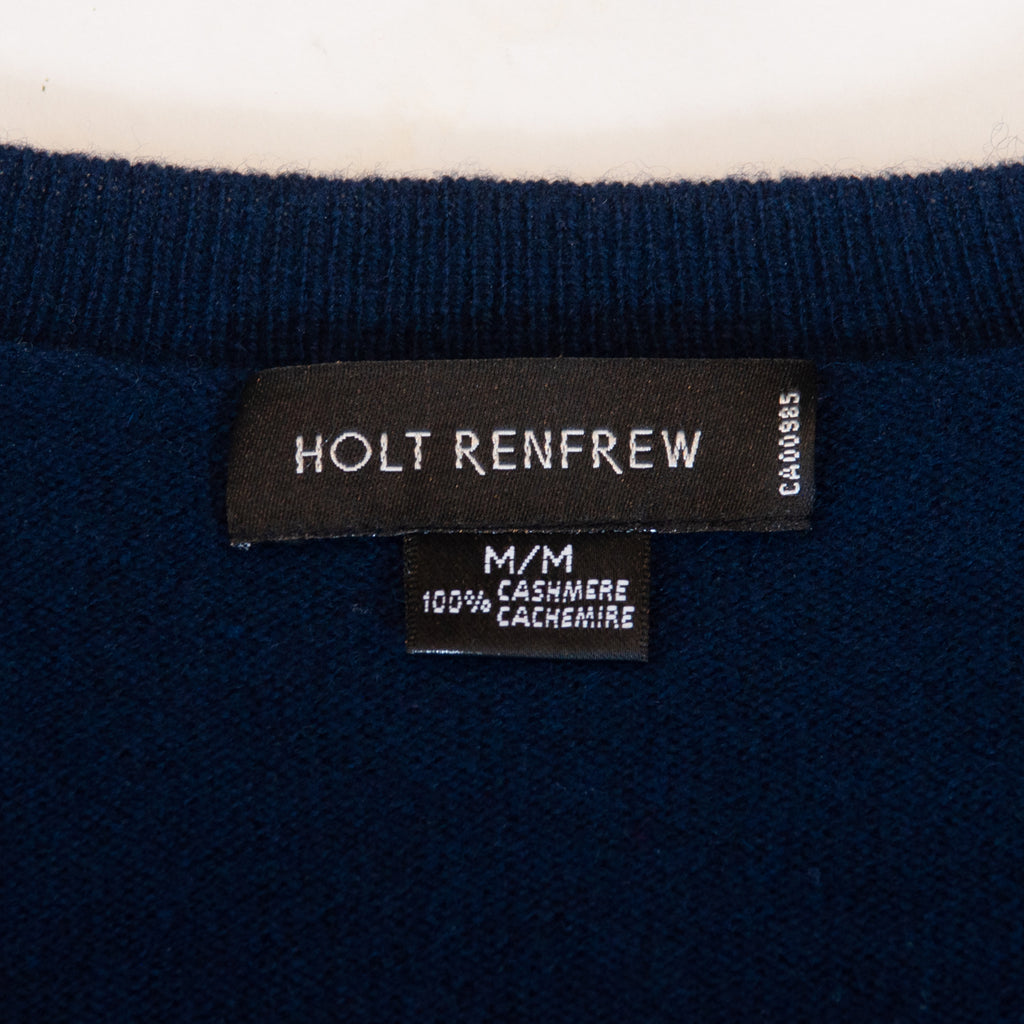 HOLT RENFREW
CA00985
M/M
100% CASHMERE
CACHEMIRE